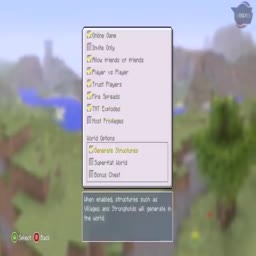 Online Game
Invite Only
Allow friends of friends
Player vs Player
Trust Players
Fire Spreads
TNT Explodes
Host Privileges
World Options
Generate Structures
Superflat World
Bonus Chest
When enabled, structures such as
Villages and Strongholds will generate in
the world.
A Select B Back